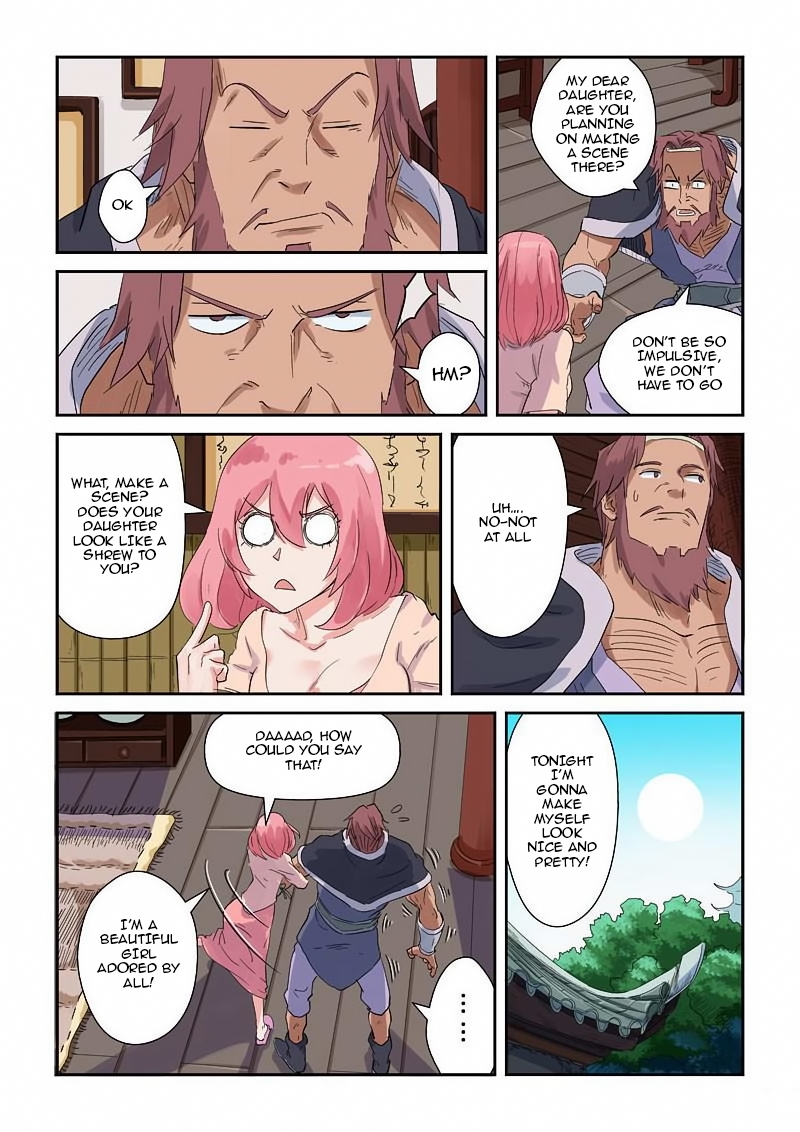 OK
HM?
MY DEAR
DAUGHTER,
ARE YOU
PLANNING
ON MAKING
A SCENE
THERE?
DON'T BE SO
IMPULSIVE,
WE DON'T
HAVE TO GO
WHAT, MAKE A
SCENE?
DOES YOUR
DAUGHTER
LOOK LIKE A
SHREW TO
YOU?
UH....
NO-NOT
AT ALL
DAAAAD, HOW
COULD YOU SAY
THAT!
I'M A
BEAUTIFUL
GIRL
ADORED BY
ALL!
....
TONIGHT
I'M
GONNA
MAKE
MYSELF
LOOK
NICE AND
PRETTY!